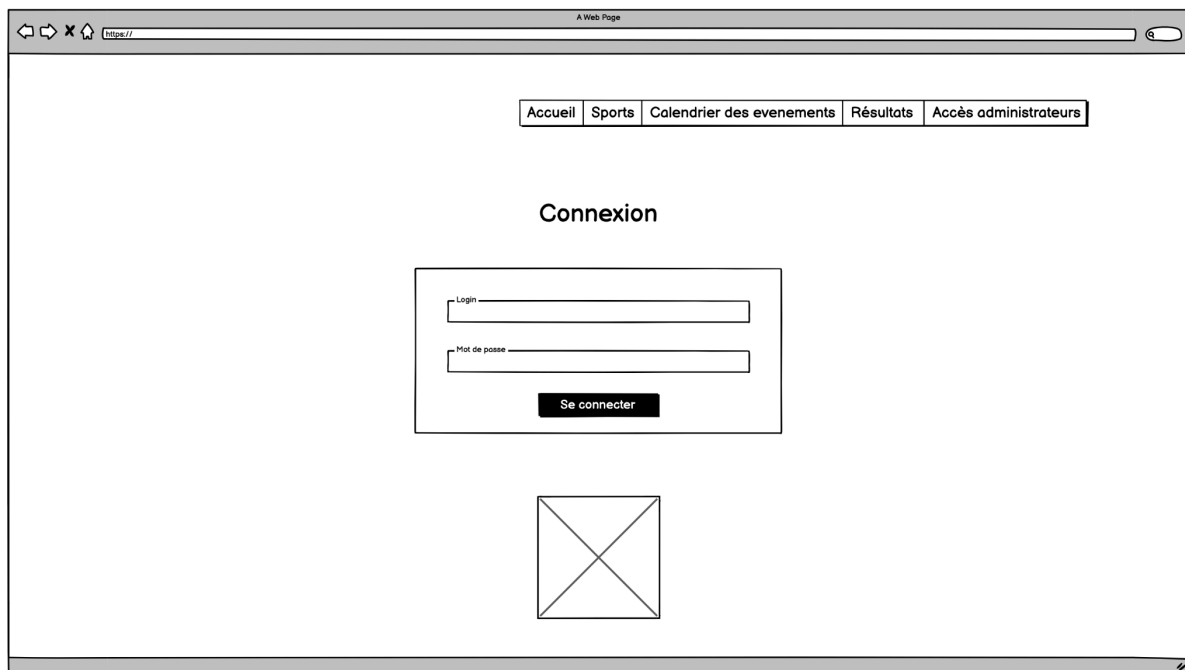 A Web Page
https://
Accueil Sports Calendrier des evenements Résultats Accès administrateurs
Connexion
Login
Mot de passe
Se connecter